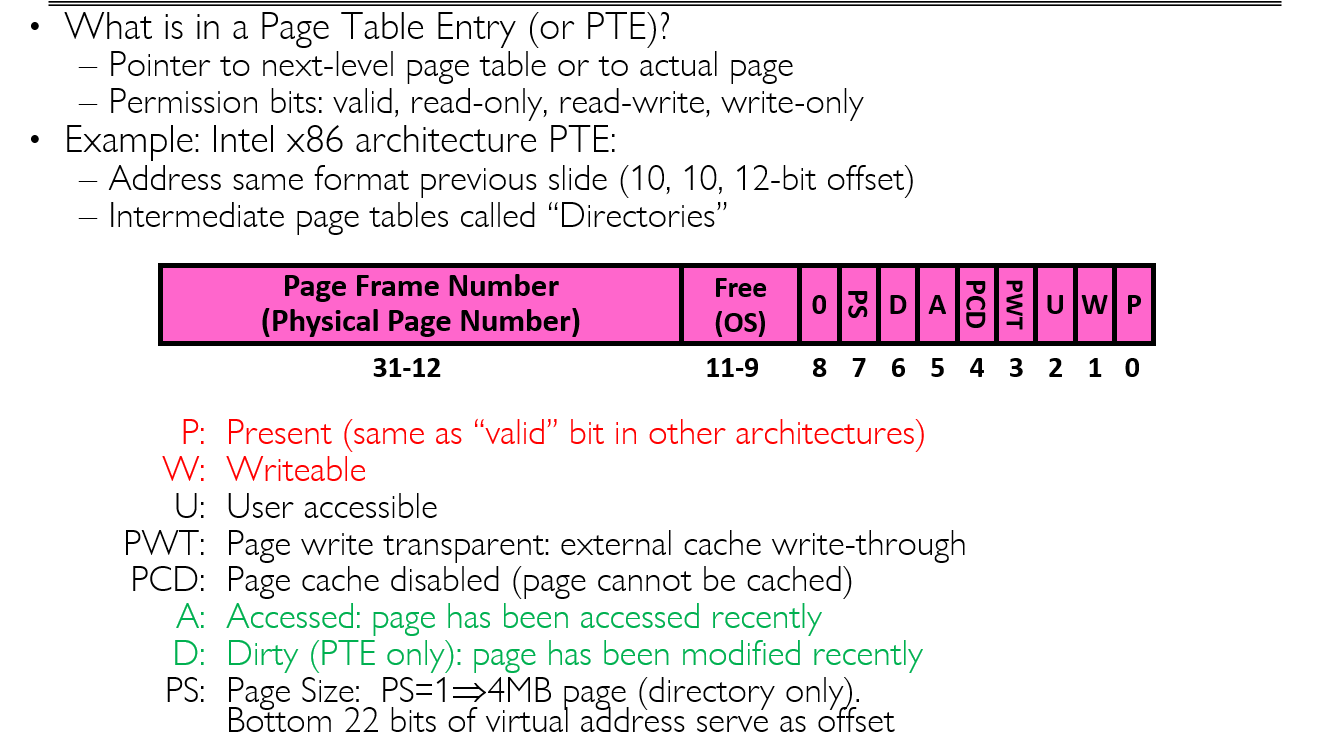 • What is in a Page Table Entry (or PTE)?
– Pointer to next-level page table or to actual page
– Permission bits: valid, read-only, read-write, write-only
• Example: Intel x86 architecture PTE:
– Address same format previous slide (10, 10, 12-bit offset)
– Intermediate page tables called “Directories”
Page Frame Number
(Physical Page Number)
Free
(OS)
0
PS
D
A
PCD
PWT
U
W
P
31-12 11-9 8 7 6 5 4 3 2 1 0
P: Present (same as “valid” bit in other architectures)
W: Writeable
U: User accessible
PWT: Page write transparent: external cache write-through
PCD: Page cache disabled (page cannot be cached)
A: Accessed: page has been accessed recently
D: Dirty (PTE only): page has been modified recently
PS: Page Size: PS=1⇒4MB page (directory only).
Bottom 22 bits of virtual address serve as offset